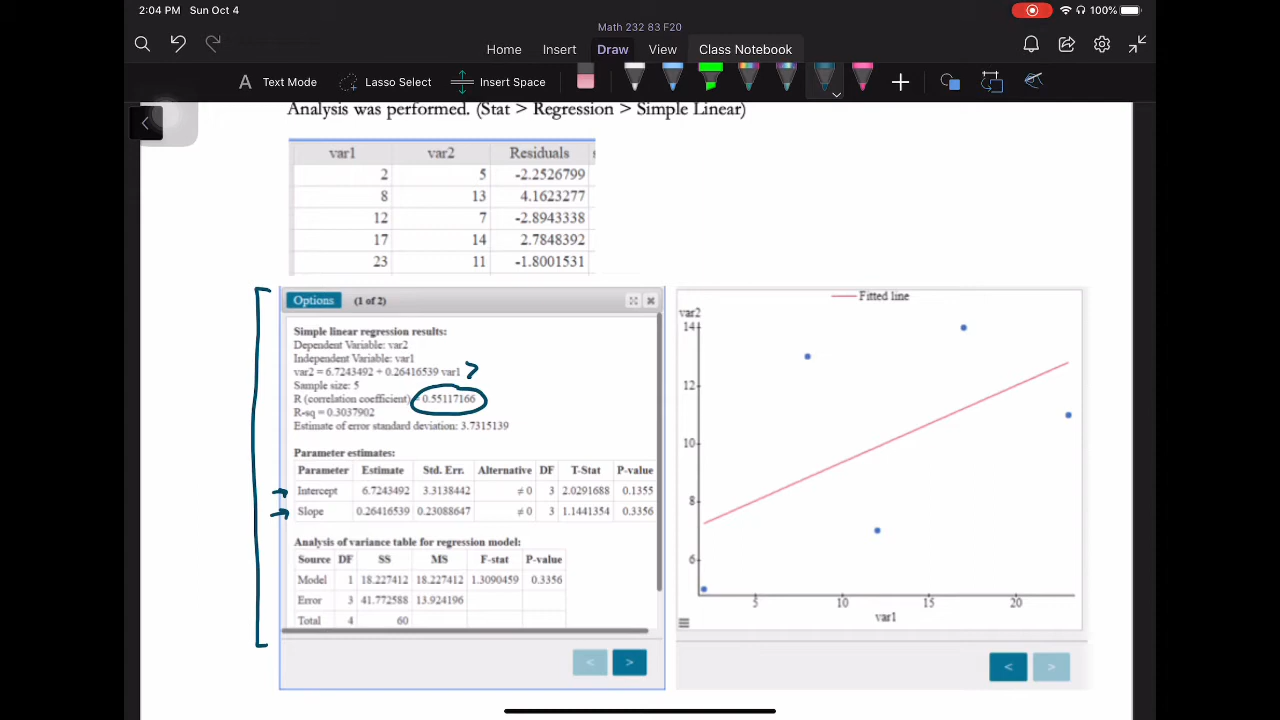 2:04 PM Sun Oct 4 100%
Math 232 83 F20
Home Insert Draw View Class Notebook
A Text Mode Lasso Select Insert Space
Analysis was performed. (Stat > Regression > Simple Linear)
var1 var2 Residuals
2 5 -2.2526799
8 13 4.1623277
12 7 -2.8943338
17 14 2.7848392
23 11 -1.8001531
Options (1 of 2)
Simple linear regression results:
Dependent Variable: var2
Independent Variable: var1
var2 = 6.7243492 + 0.26416539 var1
Sample size: 5
R (correlation coefficient) = 0.55117166
R-sq = 0.3037902
Estimate of error standard deviation: 3.7315139
Parameter estimates:
Parameter Estimate Std. Err. Alternative DF T-Stat P-value
Intercept 6.7243492 3.3138442 ≠ 0 3 2.0291688 0.1355
Slope 0.26416539 0.23088647 ≠ 0 3 1.1441354 0.3356
Analysis of variance table for regression model:
Source DF SS MS F-stat P-value
Model 1 18.227412 18.227412 1.3090459 0.3356
Error 3 41.772588 13.924196
Total 4 60
< >
Fitted line
var2
14
12
10
8
6
5 10 15 20
var1
< >